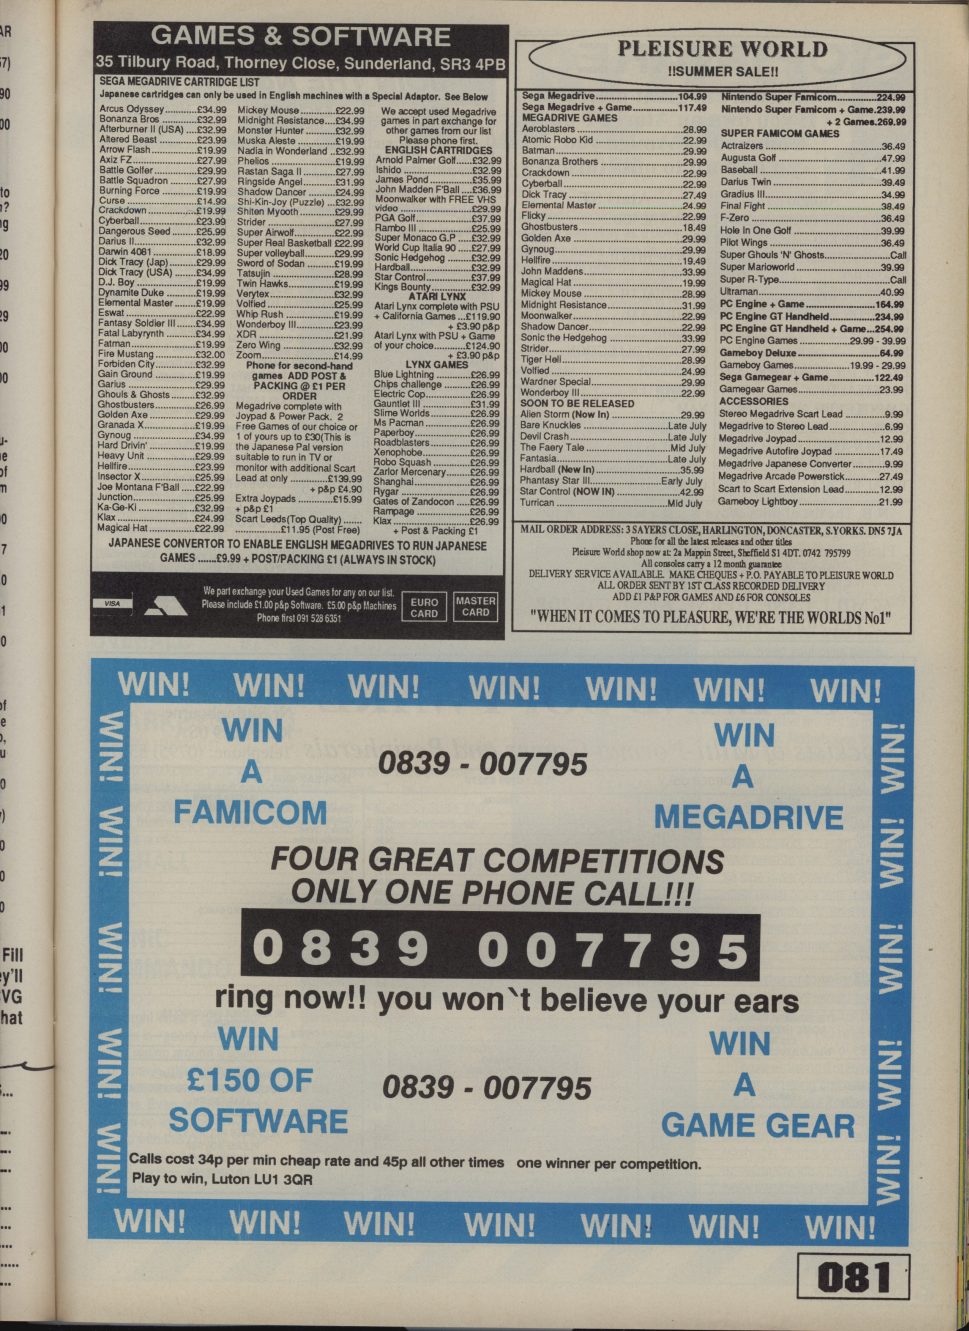 GAMES & SOFTWARE
35 Tilbury Road, Thorney Close, Sunderland, SR3 4PB
SEGA MEGADRIVE CARTRIDGE LIST
Japanese cartridges can only be used in English machines with a Special Adaptor. See Below
Arcus Odyssey..........£34.99
Bonanza Bros..........£32.99
Afterburner II (USA)....£32.99
Altered Beast..........£23.99
Arrow Flash..........£19.99
Axiz FZ..........£27.99
Battle Golfer..........£29.99
Battle Squadron..........£27.99
Burning Force..........£19.99
Curse..........£14.99
Crackdown..........£19.99
Cyberball..........£23.99
Dangerous Seed..........£25.99
Darius II..........£32.99
Darwin 4081..........£18.99
Dick Tracy (Jap)..........£29.99
Dick Tracy (USA)..........£34.99
D.J. Boy..........£19.99
Dynamite Duke..........£19.99
Elemental Master..........£19.99
Eswat..........£22.99
Fantasy Soldier III..........£34.99
Fatal Labyrynth..........£34.99
Fatman..........£19.99
Fire Mustang..........£32.00
Forbiden City..........£32.99
Gain Ground..........£19.99
Garius..........£29.99
Ghouls & Ghosts..........£32.99
Ghostbusters..........£26.99
Golden Axe..........£29.99
Granada X..........£19.99
Gynoug..........£34.99
Hard Drivin'..........£19.99
Heavy Unit..........£29.99
Hellfire..........£23.99
Insector X..........£25.99
Joe Montana F'Ball.....£22.99
Junction..........£25.99
Ka-Ge-Ki..........£32.99
Klax..........£24.99
Magical Hat..........£22.99
Mickey Mouse..........£22.99
Midnight Resistance....£34.99
Monster Hunter..........£32.99
Muska Aleste..........£19.99
Nadia in Wonderland..£32.99
Phelios..........£19.99
Rastan Saga II..........£27.99
Ringside Angel..........£31.99
Shadow Dancer..........£24.99
Shi-Kin-Joy (Puzzle)...£32.99
Shiten Myooth..........£29.99
Strider..........£27.99
Super Airwolf..........£22.99
Super Real Basketball £22.99
Super volleyball..........£29.99
Sword of Sodan..........£19.99
Tatsujin..........£28.99
Twin Hawks..........£19.99
Verytex..........£32.99
Volfied..........£25.99
Whip Rush..........£19.99
Wonderboy III..........£23.99
XDR..........£21.99
Zero Wing..........£32.99
Zoom..........£14.99
Phone for second-hand
games ADD POST &
PACKING @ £1 PER
ORDER
Megadrive complete with
Joypad & Power Pack. 2
Free Games of our choice or
1 of yours up to £30(This is
the Japanese Pal version
suitable to run in TV or
monitor with additional Scart
Lead at only..........£139.99
+ p&p £4.90
Extra Joypads..........£15.99
+ p&p £1
Scart Leeds(Top Quality)......
..........£11.95 (Post Free)
We accept used Megadrive
games in part exchange for
other games from our list
Please phone first.
ENGLISH CARTRIDGES
Arnold Palmer Golf.....£32.99
Ishido..........£32.99
James Pond..........£35.99
John Madden F'Ball....£36.99
Moonwalker with FREE VHS
video..........£29.99
PGA Golf..........£37.99
Rambo III..........£25.99
Super Monaco G.P.....£32.99
World Cup Italia 90.....£27.99
Sonic Hedgehog..........£32.99
Hardball..........£32.99
Star Control..........£37.99
Kings Bounty..........£32.99
ATARI LYNX
Atari Lynx complete with PSU
+ California Games...£119.90
+ £3.90 p&p
Atari Lynx with PSU + Game
of your choice..........£124.90
+ £3.90 p&p
LYNX GAMES
Blue Lightning..........£26.99
Chips challenge..........£26.99
Electric Cop..........£26.99
Gauntlet III..........£31.99
Slime Worlds..........£26.99
Ms Pacman..........£26.99
Paperboy..........£26.99
Roadblasters..........£26.99
Xenophobe..........£26.99
Robo Squash..........£26.99
Zarlor Mercenary..........£26.99
Shanghai..........£26.99
Rygar..........£26.99
Gates of Zandocon.....£26.99
Rampage..........£26.99
Klax..........£26.99
+ Post & Packing £1
JAPANESE CONVERTOR TO ENABLE ENGLISH MEGADRIVES TO RUN JAPANESE
GAMES......£9.99 + POST/PACKING £1 (ALWAYS IN STOCK)
VISA
We part exchange your Used Games for any on our list.
Please include £1.00 p&p Software. £5.00 p&p Machines
Phone first 091 528 6351
EURO
CARD
MASTER
CARD
PLEISURE WORLD
!!SUMMER SALE!!
Sega Megadrive..........104.99
Sega Megadrive + Game..........117.49
MEGADRIVE GAMES
Aeroblasters..........28.99
Atomic Robo Kid..........22.99
Batman..........29.99
Bonanza Brothers..........29.99
Crackdown..........22.99
Cyberball..........22.99
Dick Tracy..........27.49
Elemental Master..........24.99
Flicky..........22.99
Ghostbusters..........18.49
Golden Axe..........29.99
Gynoug..........29.99
Hellfire..........19.49
John Maddens..........33.99
Magical Hat..........19.99
Mickey Mouse..........28.99
Midnight Resistance..........31.99
Moonwalker..........22.99
Shadow Dancer..........22.99
Sonic the Hedgehog..........33.99
Strider..........27.99
Tiger Heli..........28.99
Volfied..........24.99
Wardner Special..........29.99
Wonderboy III..........22.99
SOON TO BE RELEASED
Alien Storm (Now In)..........29.99
Bare Knuckles..........Late July
Devil Crash..........Late July
The Faery Tale..........Mid July
Fantasia..........Late July
Hardball (New In)..........35.99
Phantasy Star III..........Early July
Star Control (NOW IN)..........42.99
Turrican..........Mid July
Nintendo Super Famicom..........224.99
Nintendo Super Famicom + Game.239.99
+ 2 Games.269.99
SUPER FAMICOM GAMES
Actraizers..........36.49
Augusta Golf..........47.99
Baseball..........41.99
Darius Twin..........39.49
Gradius III..........34.99
Final Fight..........38.49
F-Zero..........36.49
Hole In One Golf..........39.99
Pilot Wings..........36.49
Super Ghouls 'N' Ghosts..........Call
Super Marioworld..........39.99
Super R-Type..........Call
Ultraman..........40.99
PC Engine + Game..........164.99
PC Engine GT Handheld..........234.99
PC Engine GT Handheld + Game...254.99
PC Engine Games..........29.99 - 39.99
Gameboy Deluxe..........64.99
Gameboy Games..........19.99 - 29.99
Sega Gamegear + Game..........122.49
Gamegear Games..........23.99
ACCESSORIES
Stereo Megadrive Scart Lead..........9.99
Megadrive to Stereo Lead..........6.99
Megadrive Joypad..........12.99
Megadrive Autofire Joypad..........17.49
Megadrive Japanese Converter..........9.99
Megadrive Arcade Powerstick..........27.49
Scart to Scart Extension Lead..........12.99
Gameboy Lightboy..........21.99
MAIL ORDER ADDRESS: 3 SAYERS CLOSE, HARLINGTON, DONCASTER, S.YORKS. DN5 7JA
Phone for all the latest releases and other titles
Pleisure World shop now at: 2a Mappin Street, Sheffield S1 4DT. 0742 795799
All consoles carry a 12 month guarantee
DELIVERY SERVICE AVAILABLE. MAKE CHEQUES + P.O. PAYABLE TO PLEISURE WORLD
ALL ORDER SENT BY 1ST CLASS RECORDED DELIVERY
ADD £1 P&P FOR GAMES AND £6 FOR CONSOLES
"WHEN IT COMES TO PLEASURE, WE'RE THE WORLDS No1"
WIN! WIN! WIN! WIN! WIN! WIN! WIN!
WIN! WIN! WIN! WIN! WIN!
WIN
A
FAMICOM
0839 - 007795
WIN
A
MEGADRIVE
FOUR GREAT COMPETITIONS
ONLY ONE PHONE CALL!!!
0839 007795
ring now!! you won`t believe your ears
WIN
£150 OF
SOFTWARE
0839 - 007795
WIN
A
GAME GEAR
Calls cost 34p per min cheap rate and 45p all other times one winner per competition.
Play to win, Luton LU1 3QR
WIN! WIN! WIN! WIN! WIN!
WIN! WIN! WIN! WIN! WIN! WIN! WIN!
081
Fill